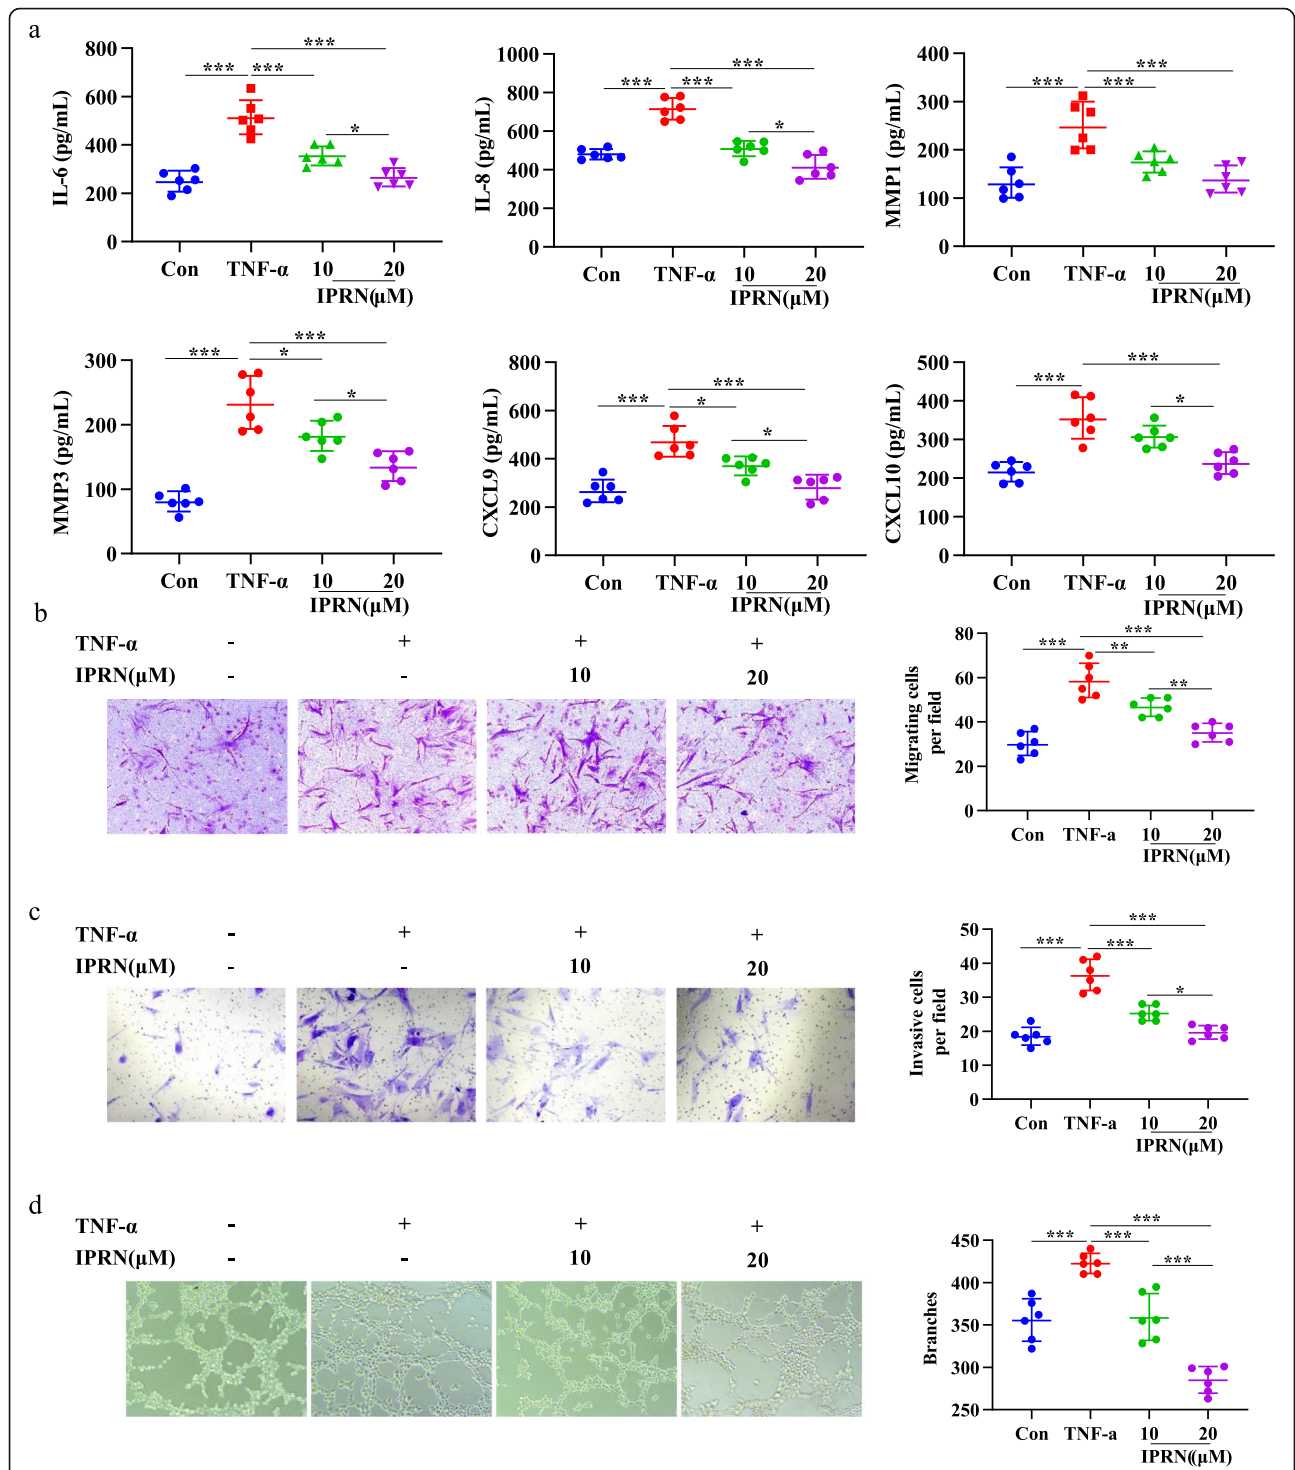 a
IL-6 (pg/mL)
800
600
400
200
0
***
*** ***
*
Con TNF-α 10 20
IPRN(μM)
IL-8 (pg/mL)
1000
800
600
400
200
0
***
*** ***
*
Con TNF-α 10 20
IPRN(μM)
MMP1 (pg/mL)
400
300
200
100
0
***
*** ***
Con TNF-α 10 20
IPRN(μM)
MMP3 (pg/mL)
300
200
100
0
***
*** *
*
Con TNF-α 10 20
IPRN(μM)
CXCL9 (pg/mL)
800
600
400
200
0
***
*** *
*
Con TNF-α 10 20
IPRN(μM)
CXCL10 (pg/mL)
500
400
300
200
100
0
***
***
*
Con TNF-α 10 20
IPRN(μM)
b
TNF-α - + + +
IPRN(μM) - - 10 20
Migrating cells
per field
80
60
40
20
0
***
*** **
**
Con TNF-a 10 20
IPRN(μM)
c
TNF-α - + + +
IPRN(μM) - - 10 20
Invasive cells
per field
50
40
30
20
10
0
***
*** ***
*
Con TNF-a 10 20
IPRN(μM)
d
TNF-α - + + +
IPRN(μM) - - 10 20
Branches
450
400
350
300
250
***
*** ***
***
Con TNF-a 10 20
IPRN((μM)